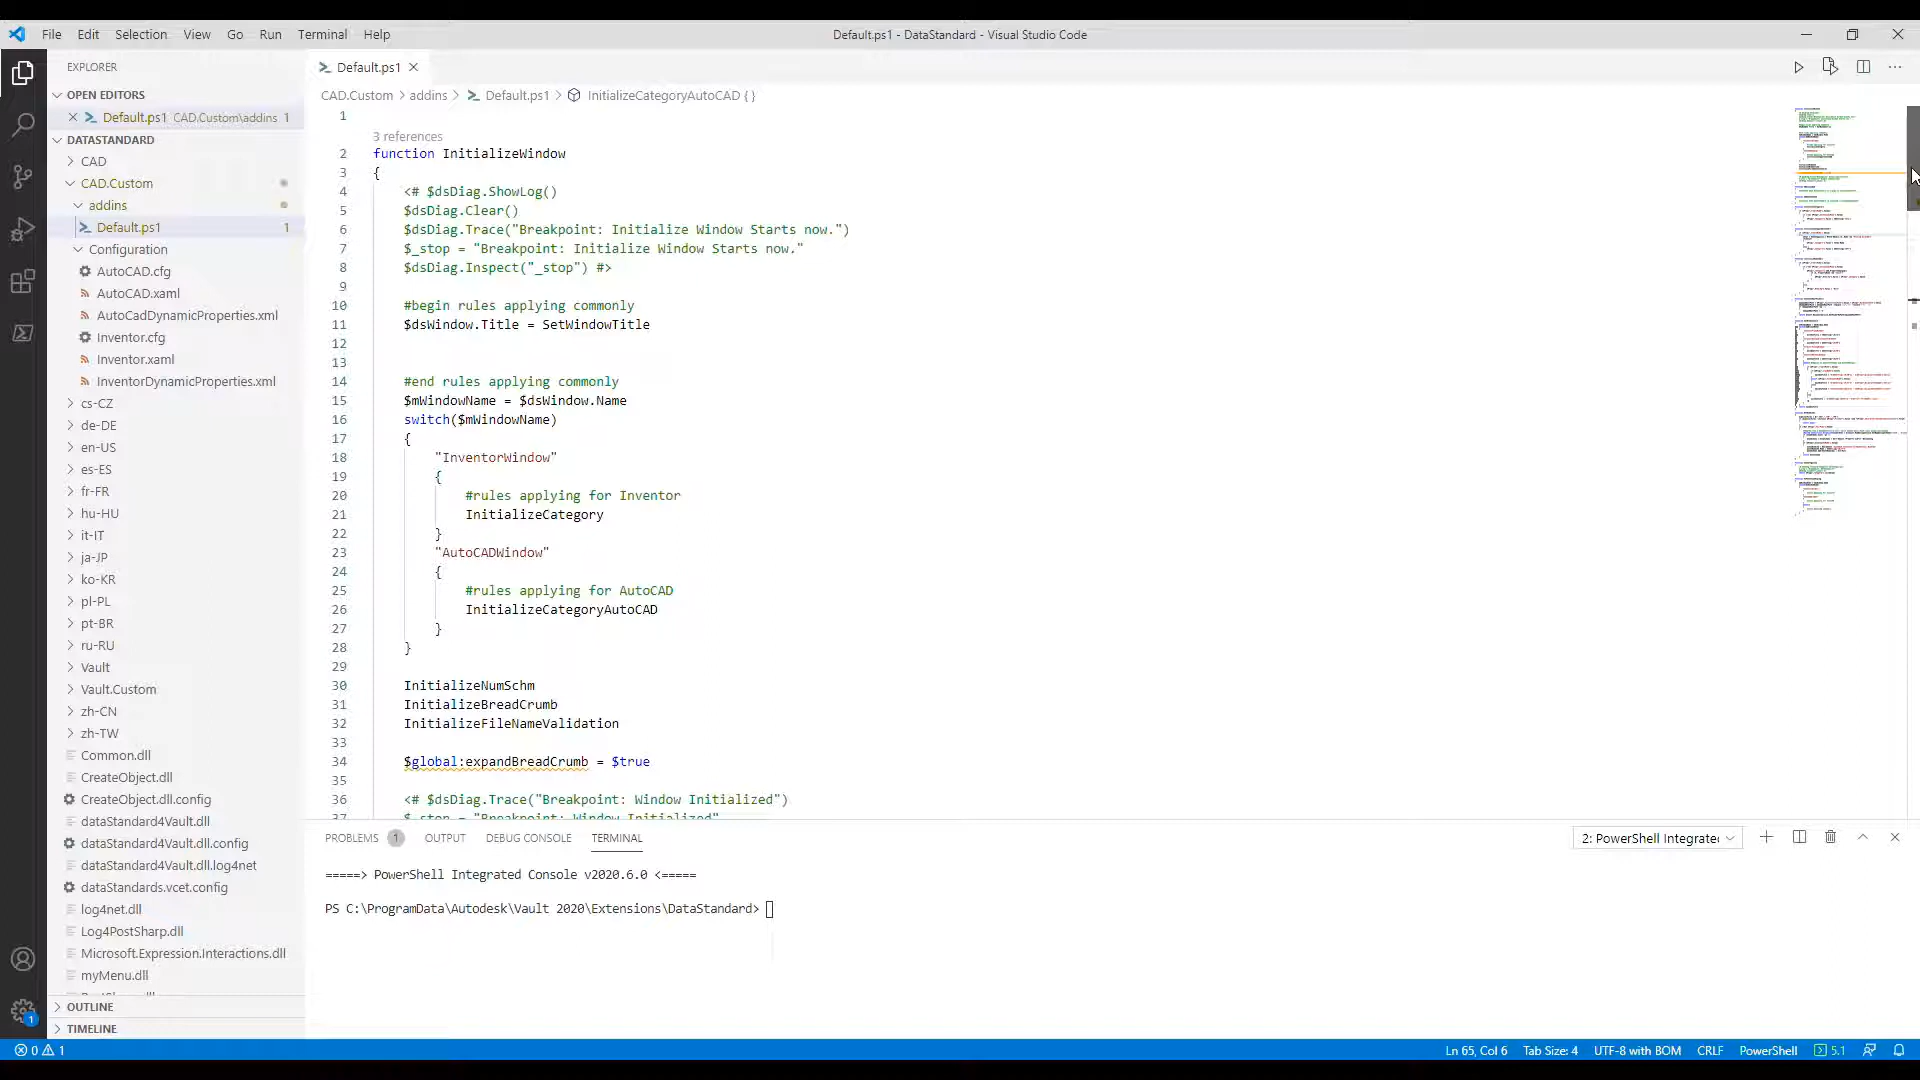 File Edit Selection View Go Run Terminal Help
Default.ps1 - DataStandard - Visual Studio Code
EXPLORER
OPEN EDITORS
Default.ps1 CAD.Custom\addins 1
DATASTANDARD
CAD
CAD.Custom
addins
Default.ps1 1
Configuration
AutoCAD.cfg
AutoCAD.xaml
AutoCadDynamicProperties.xml
Inventor.cfg
Inventor.xaml
InventorDynamicProperties.xml
cs-CZ
de-DE
en-US
es-ES
fr-FR
hu-HU
it-IT
ja-JP
ko-KR
pl-PL
pt-BR
ru-RU
Vault
Vault.Custom
zh-CN
zh-TW
Common.dll
CreateObject.dll
CreateObject.dll.config
dataStandard4Vault.dll
dataStandard4Vault.dll.config
dataStandard4Vault.dll.log4net
dataStandards.vcet.config
log4net.dll
Log4PostSharp.dll
Microsoft.Expression.Interactions.dll
myMenu.dll
OUTLINE
TIMELINE
Default.ps1
CAD.Custom > addins > Default.ps1 > InitializeCategoryAutoCAD { }
1
3 references
2 function InitializeWindow
3 {
4 <# $dsDiag.ShowLog()
5 $dsDiag.Clear()
6 $dsDiag.Trace("Breakpoint: Initialize Window Starts now.")
7 $_stop = "Breakpoint: Initialize Window Starts now."
8 $dsDiag.Inspect("_stop") #>
9
10 #begin rules applying commonly
11 $dsWindow.Title = SetWindowTitle
12
13
14 #end rules applying commonly
15 $mWindowName = $dsWindow.Name
16 switch($mWindowName)
17 {
18 "InventorWindow"
19 {
20 #rules applying for Inventor
21 InitializeCategory
22 }
23 "AutoCADWindow"
24 {
25 #rules applying for AutoCAD
26 InitializeCategoryAutoCAD
27 }
28 }
29
30 InitializeNumSchm
31 InitializeBreadCrumb
32 InitializeFileNameValidation
33
34 $global:expandBreadCrumb = $true
35
36 <# $dsDiag.Trace("Breakpoint: Window Initialized")
37 $_stop = "Breakpoint: Window Initialized"
PROBLEMS 1 OUTPUT DEBUG CONSOLE TERMINAL
2: PowerShell Integrate
=====> PowerShell Integrated Console v2020.6.0 <=====
PS C:\ProgramData\Autodesk\Vault 2020\Extensions\DataStandard>
1
0 1
Ln 65, Col 6 Tab Size: 4 UTF-8 with BOM CRLF PowerShell 5.1